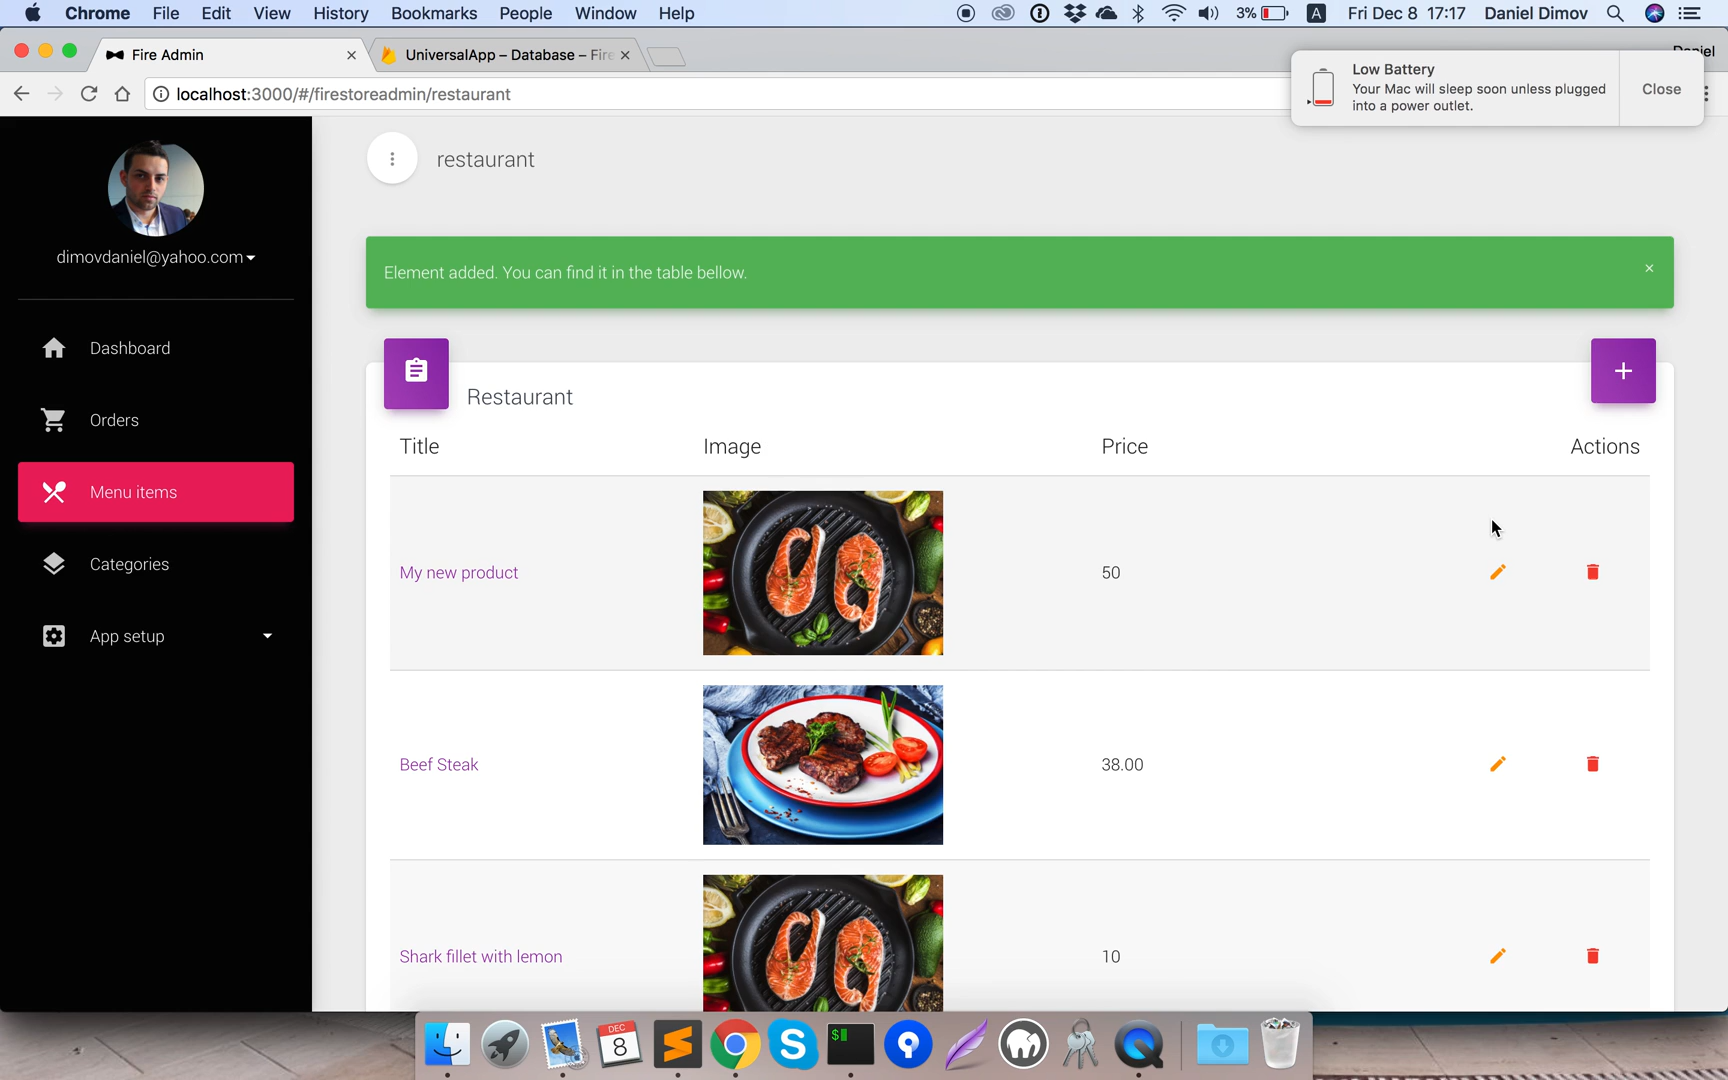 Chrome File Edit View History Bookmarks People Window Help 3% A Fri Dec 8 17:17 Daniel Dimov
Fire Admin
UniversalApp – Database – Fire
localhost:3000/#/firestoreadmin/restaurant
Low Battery
Your Mac will sleep soon unless plugged
into a power outlet.
Close
dimovdaniel@yahoo.com
Dashboard
Orders
Menu items
Categories
App setup
restaurant
Element added. You can find it in the table bellow.
Restaurant
Title Image Price Actions
My new product 50
Beef Steak 38.00
Shark fillet with lemon 10
DEC
8
$